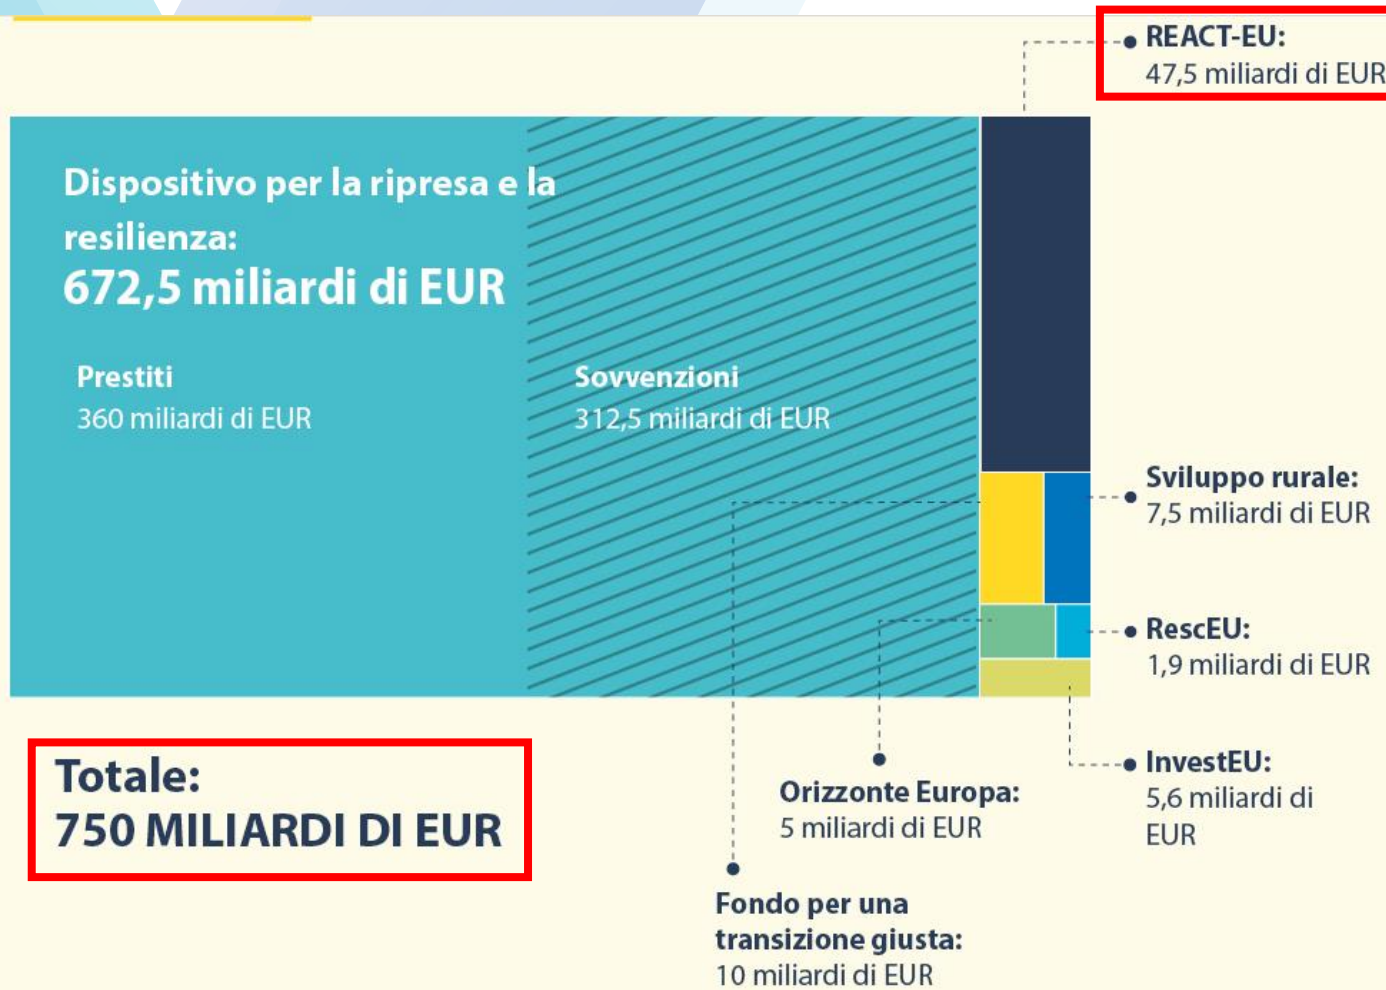 REACT-EU:
47,5 miliardi di EUR
Dispositivo per la ripresa e la
resilienza:
672,5 miliardi di EUR
Prestiti
360 miliardi di EUR
Sovvenzioni
312,5 miliardi di EUR
Sviluppo rurale:
7,5 miliardi di EUR
RescEU:
1,9 miliardi di EUR
InvestEU:
5,6 miliardi di
EUR
Totale:
750 MILIARDI DI EUR
Orizzonte Europa:
5 miliardi di EUR
Fondo per una
transizione giusta:
10 miliardi di EUR